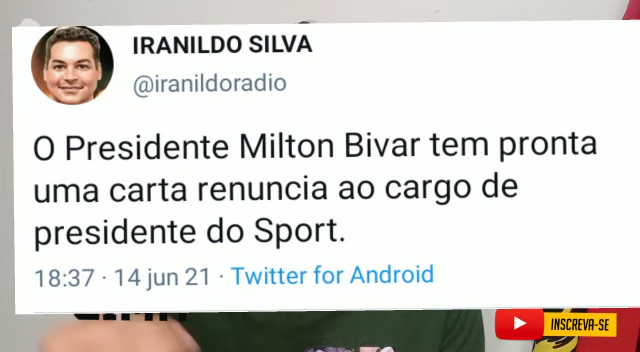 IRANILDO SILVA
@iranildoradio
O Presidente Milton Bivar tem pronta
uma carta renuncia ao cargo de
presidente do Sport.
18:37 · 14 jun 21 · Twitter for Android
INSCREVA-SE